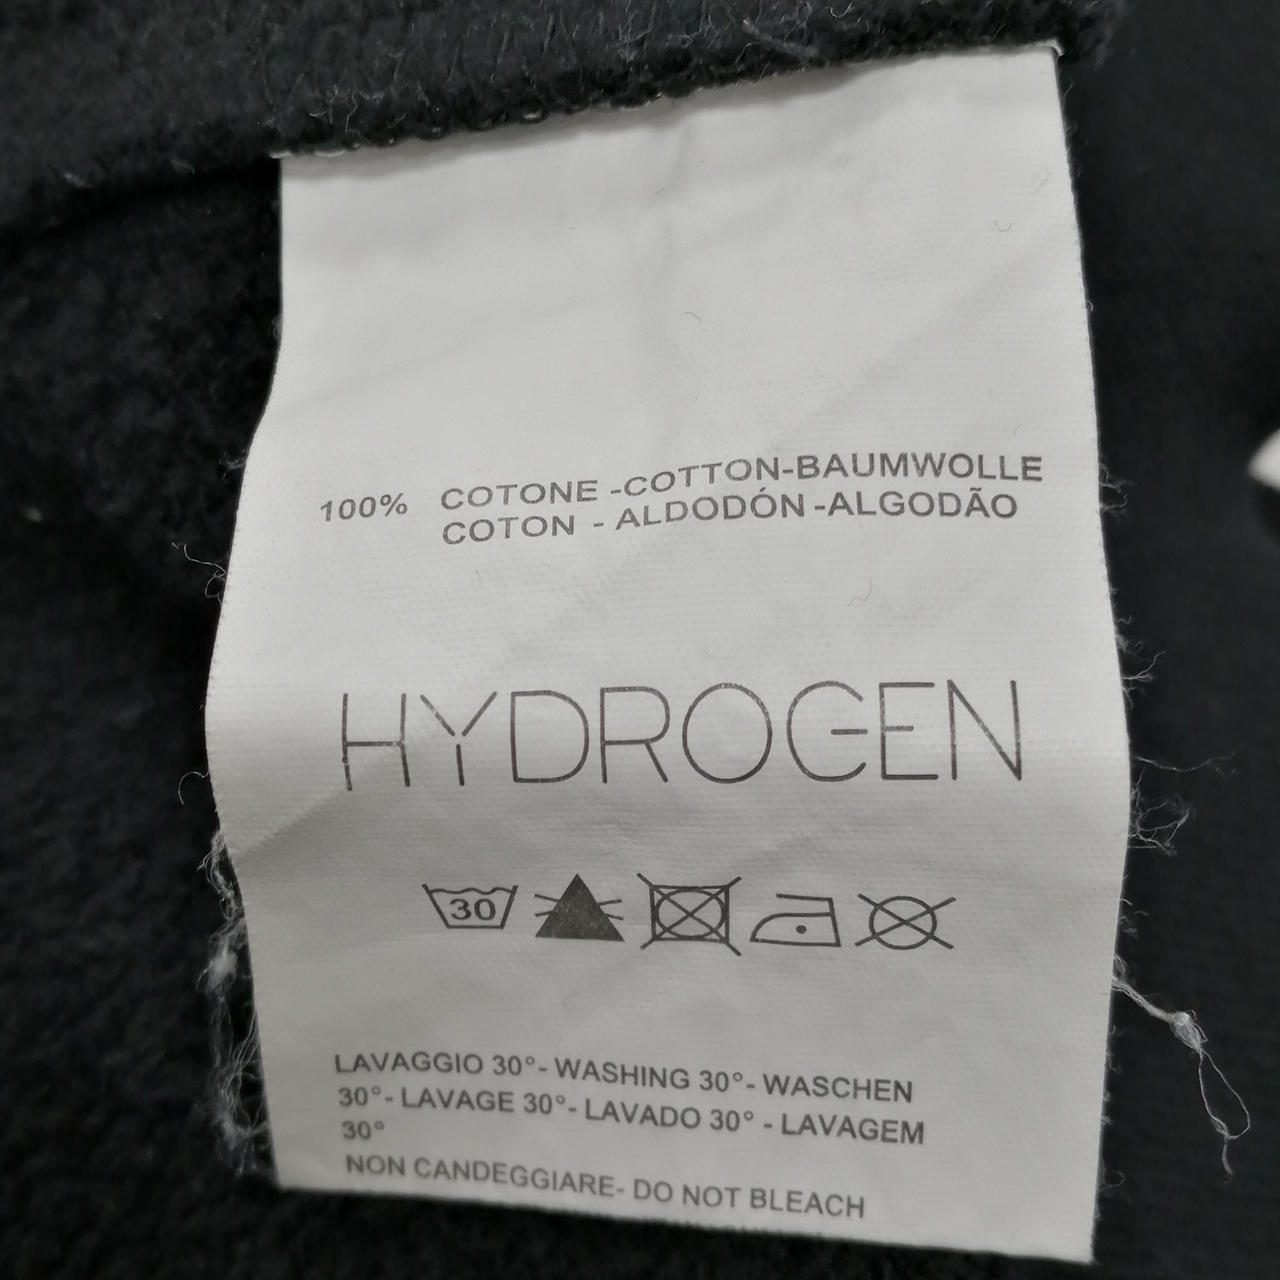 100% COTONE -COTTON-BAUMWOLLE
COTON - ALDODÓN -ALGODÃO
HYDROGEN
30
LAVAGGIO 30°- WASHING 30°- WASCHEN
30°- LAVAGE 30°- LAVADO 30° - LAVAGEM
30°
NON CANDEGGIARE- DO NOT BLEACH